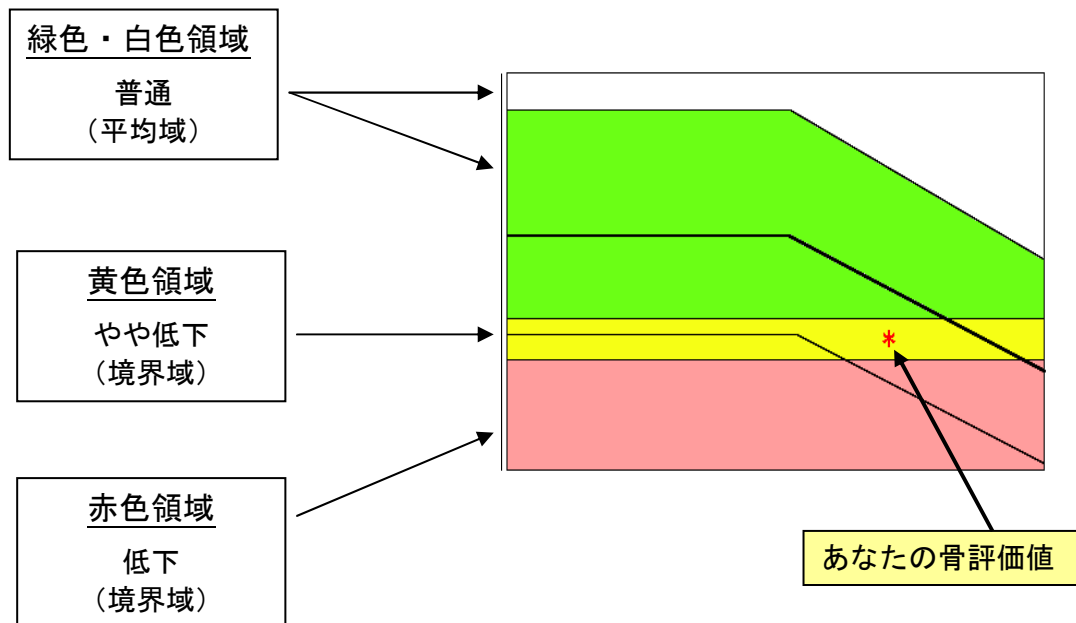 緑色・白色領域
普通
（平均域）
黄色領域
やや低下
（境界域）
赤色領域
低下
（境界域）
*
あなたの骨評価値